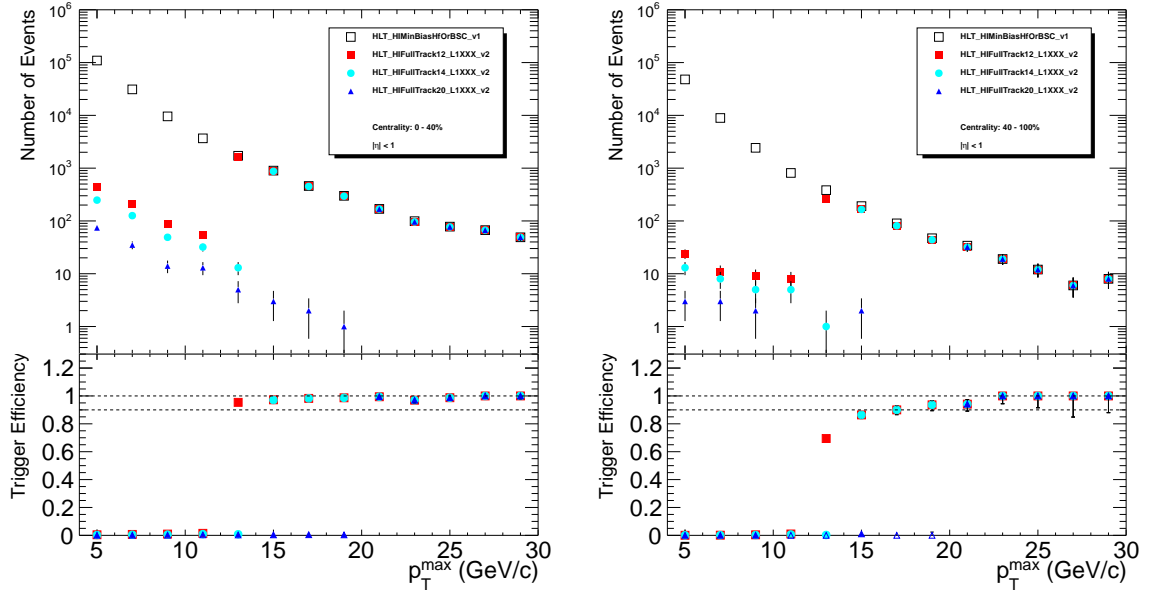 Number of Events
10^6
10^5
10^4
10^3
10^2
10
1
HLT_HIMinBiasHfOrBSC_v1
HLT_HIFullTrack12_L1XXX_v2
HLT_HIFullTrack14_L1XXX_v2
HLT_HIFullTrack20_L1XXX_v2
Centrality: 0 - 40%
|η| < 1
Trigger Efficiency
1.2
1
0.8
0.6
0.4
0.2
0
5 10 15 20 25 30
p_T^max (GeV/c)
Number of Events
10^6
10^5
10^4
10^3
10^2
10
1
HLT_HIMinBiasHfOrBSC_v1
HLT_HIFullTrack12_L1XXX_v2
HLT_HIFullTrack14_L1XXX_v2
HLT_HIFullTrack20_L1XXX_v2
Centrality: 40 - 100%
|η| < 1
Trigger Efficiency
1.2
1
0.8
0.6
0.4
0.2
0
5 10 15 20 25 30
p_T^max (GeV/c)